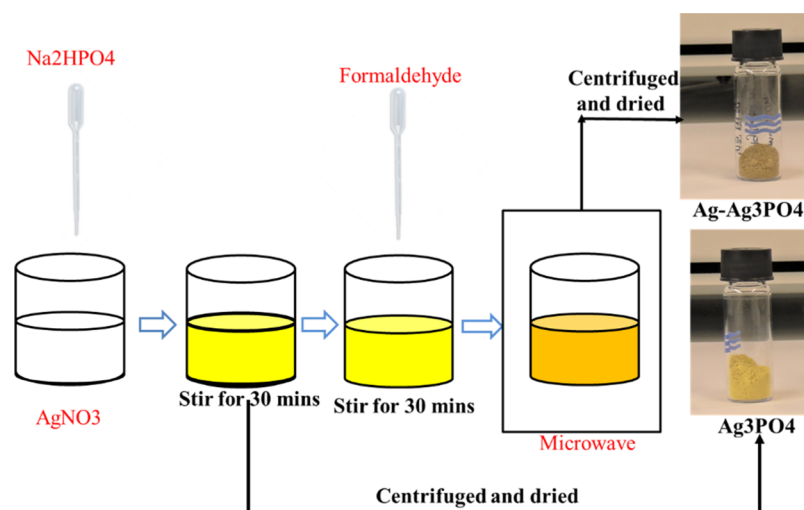 Na2HPO4
Formaldehyde
Centrifuged
and dried
Ag-Ag3PO4
Stir for 30 mins
Stir for 30 mins
AgNO3
Microwave
Ag3PO4
Centrifuged and dried